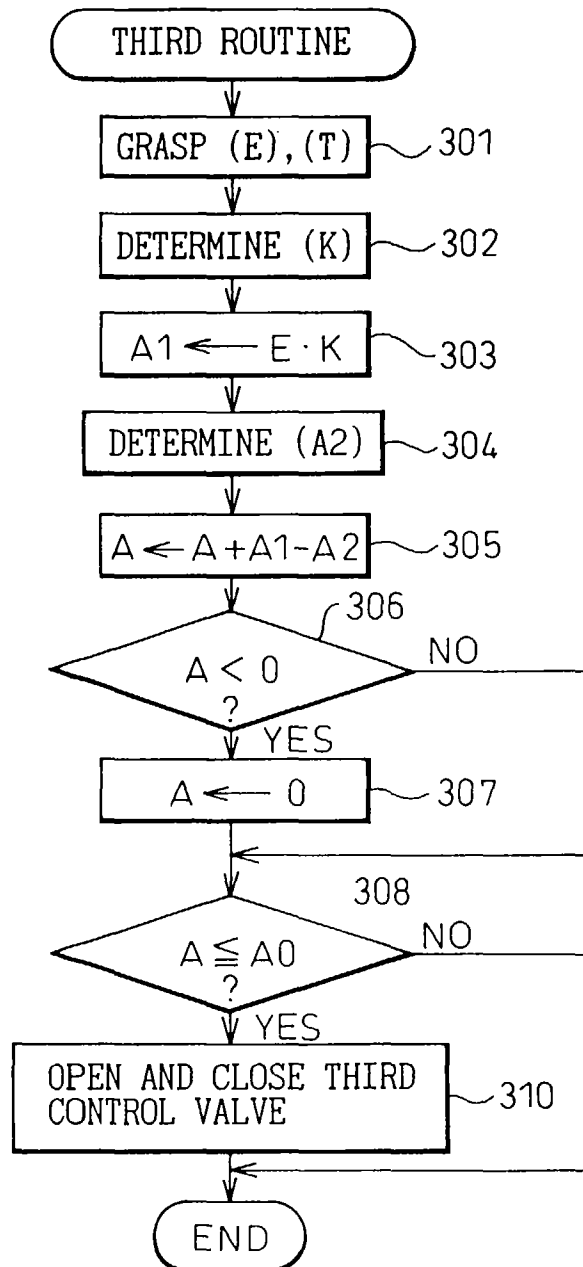 THIRD ROUTINE
GRASP (E),(T)
301
DETERMINE (K)
302
A1 ← E · K
303
DETERMINE (A2)
304
A ← A + A1 - A2
305
306
A < 0
?
NO
YES
A ← 0
307
308
A ≦ A0
?
NO
YES
OPEN AND CLOSE THIRD
CONTROL VALVE
310
END